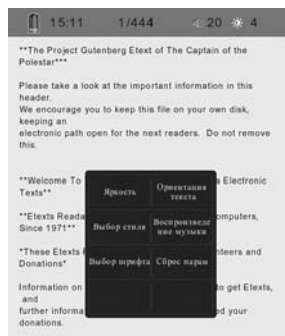 15:11 1/444 20 4
**The Project Gutenberg Etext of The Captain of the
Polestar***
Please take a look at the important information in this
header.
We encourage you to keep this file on your own disk,
keeping an
electronic path open for the next readers. Do not remove
this.
**Welcome To
a Electronic
Texts**
**Etexts Reada
omputers,
Since 1971**
*These Etexts
nteers and
Donations*
Information on
to get Etexts,
and
further informa
ed your
donations.
Яркость
Ориентация
текста
Выбор стиля
Воспроизведе
ние музыки
Выбор шрифта
Сброс парам